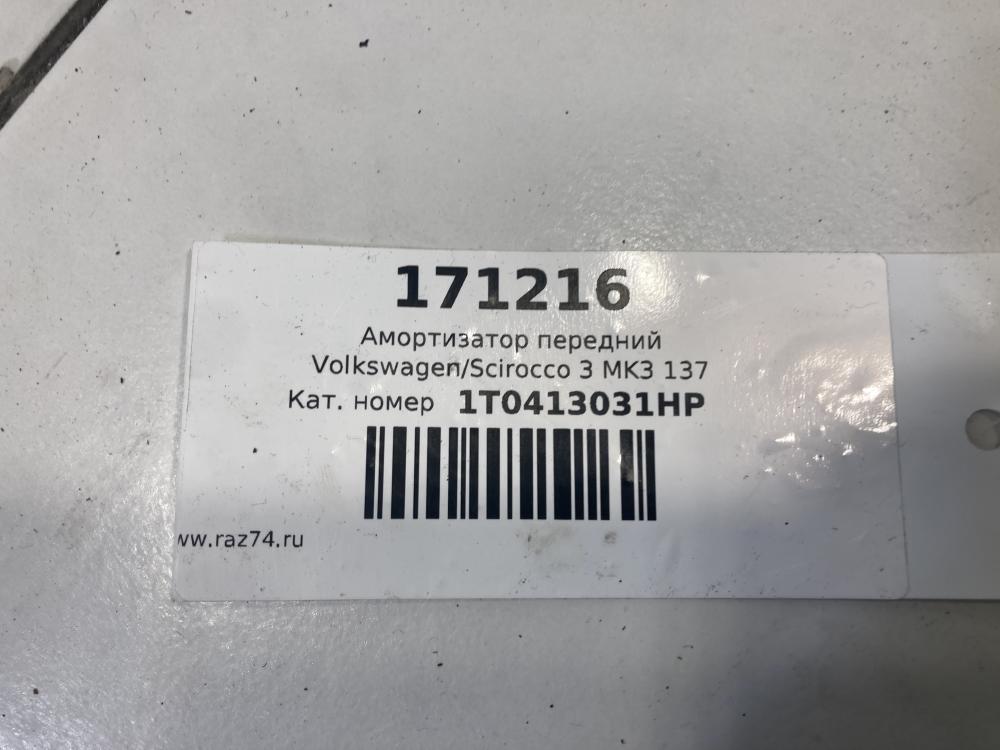 171216
Амортизатор передний
Volkswagen/Scirocco 3 MK3 137
Кат. номер 1T0413031HP
ww.raz74.ru